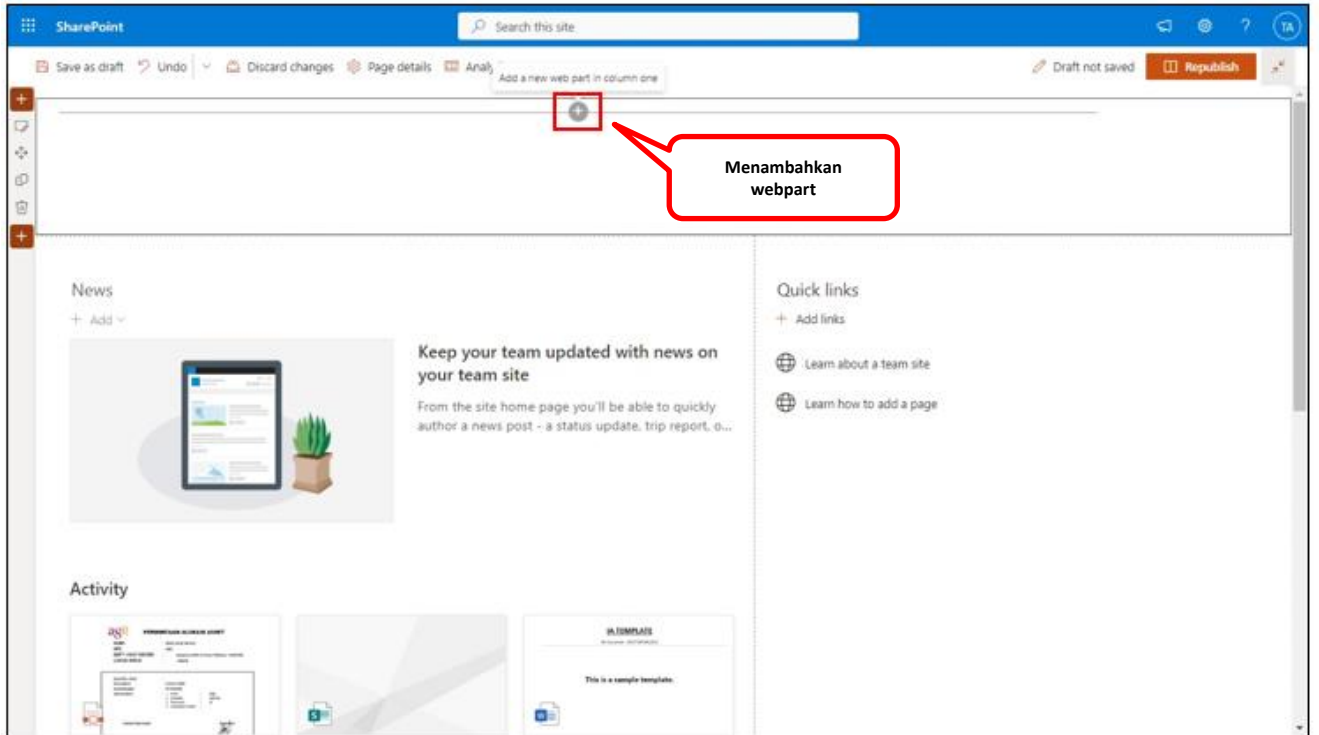 SharePoint
Search this site
TA
Save as draft
Undo
Discard changes
Page details
Analy
Add a new web part in column one
Draft not saved
Republish
Menambahkan
webpart
News
+ Add
Keep your team updated with news on
your team site
From the site home page you'll be able to quickly
author a news post - a status update, trip report, o...
Quick links
+ Add links
Learn about a team site
Learn how to add a page
Activity
IA TEMPLATE
This is a sample template.